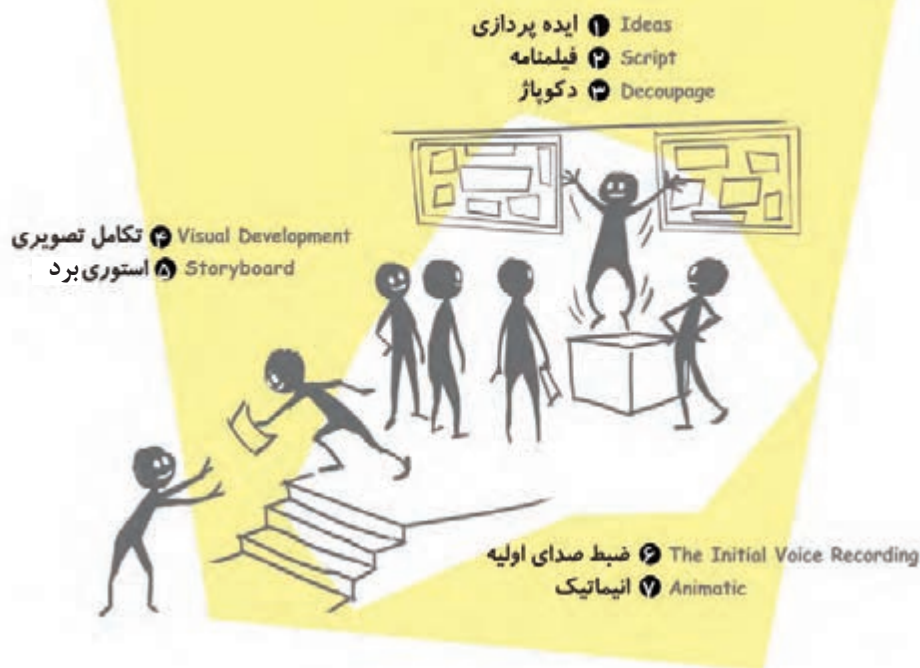 ۱ ایده پردازی Ideas
۲ فیلمنامه Script
۳ دکوپاژ Decoupage
۴ تکامل تصویری Visual Development
۵ استوری برد Storyboard
۶ ضبط صدای اولیه The Initial Voice Recording
۷ انیماتیک Animatic